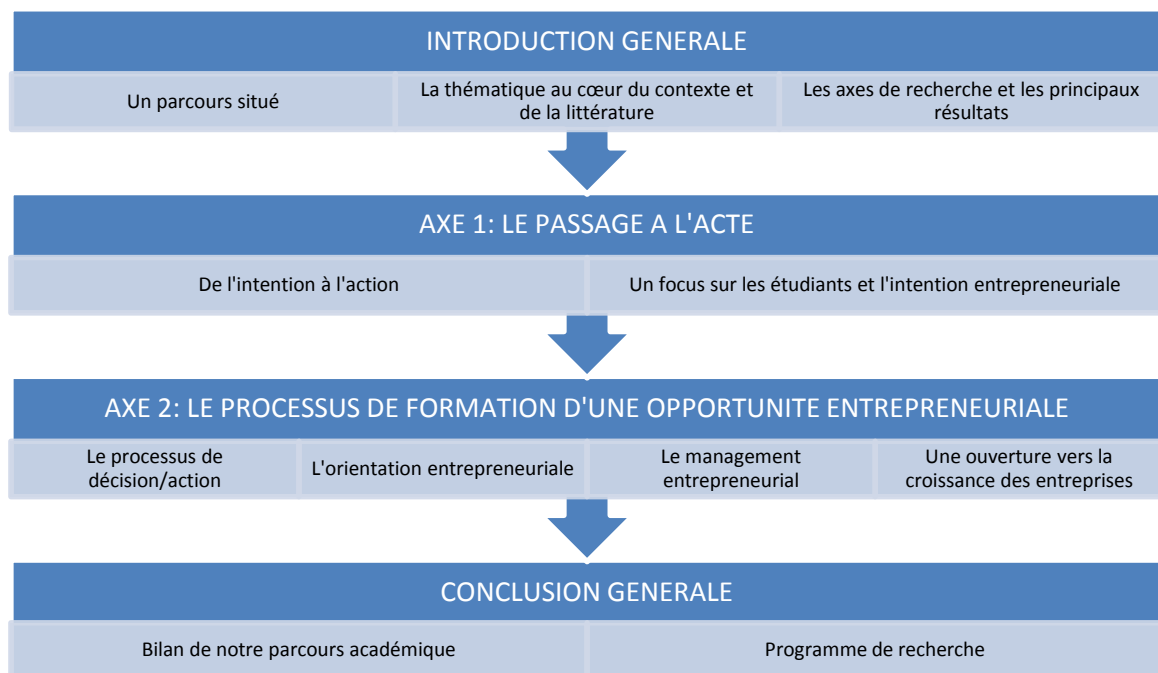 INTRODUCTION GENERALE
Un parcours situé
La thématique au cœur du contexte et
de la littérature
Les axes de recherche et les principaux
résultats
AXE 1: LE PASSAGE A L'ACTE
De l'intention à l'action
Un focus sur les étudiants et l'intention entrepreneuriale
AXE 2: LE PROCESSUS DE FORMATION D'UNE OPPORTUNITE ENTREPRENEURIALE
Le processus de
décision/action
L'orientation entrepreneuriale
Le management
entrepreneurial
Une ouverture vers la
croissance des entreprises
CONCLUSION GENERALE
Bilan de notre parcours académique
Programme de recherche